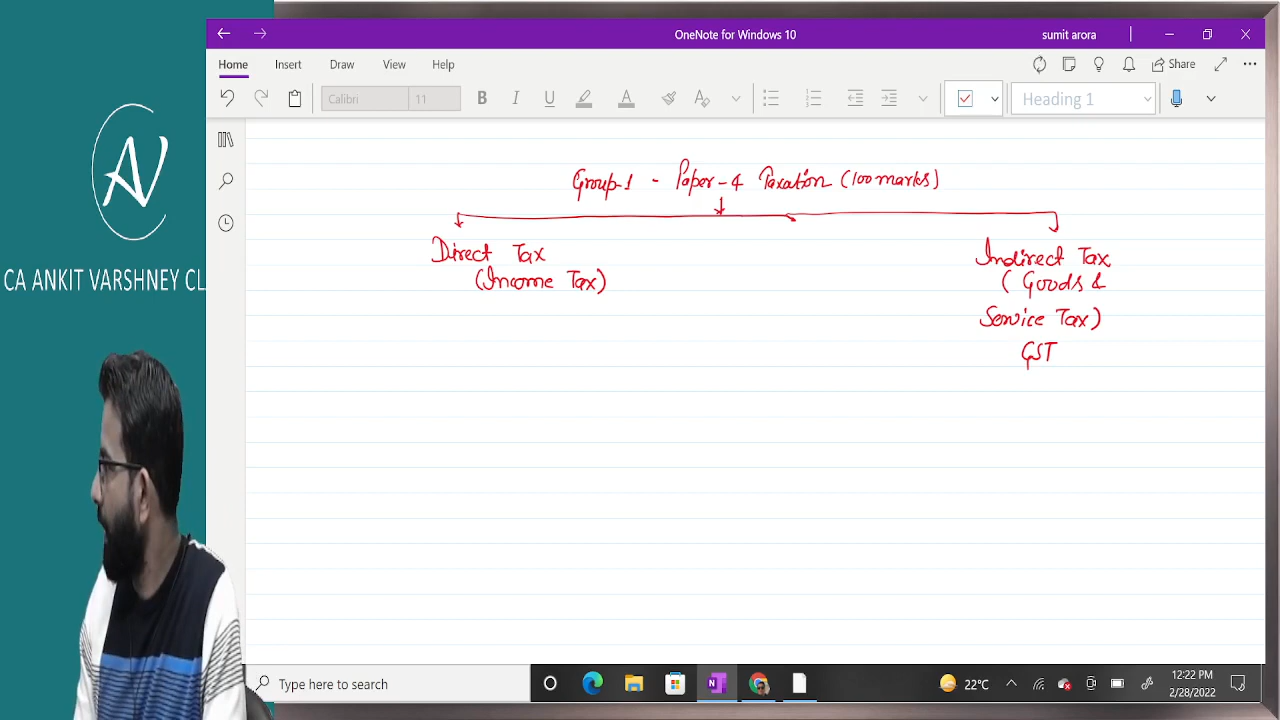 OneNote for Windows 10
sumit arora
Home Insert Draw View Help
Share
Calibri 11 B I U A Heading 1
Group-1 - Paper-4 Taxation (100 marks)
Direct Tax
(Income Tax)
Indirect Tax
( Goods &
Service Tax)
GST
AV
CA ANKIT VARSHNEY CL
Type here to search
22°C
12:22 PM
2/28/2022